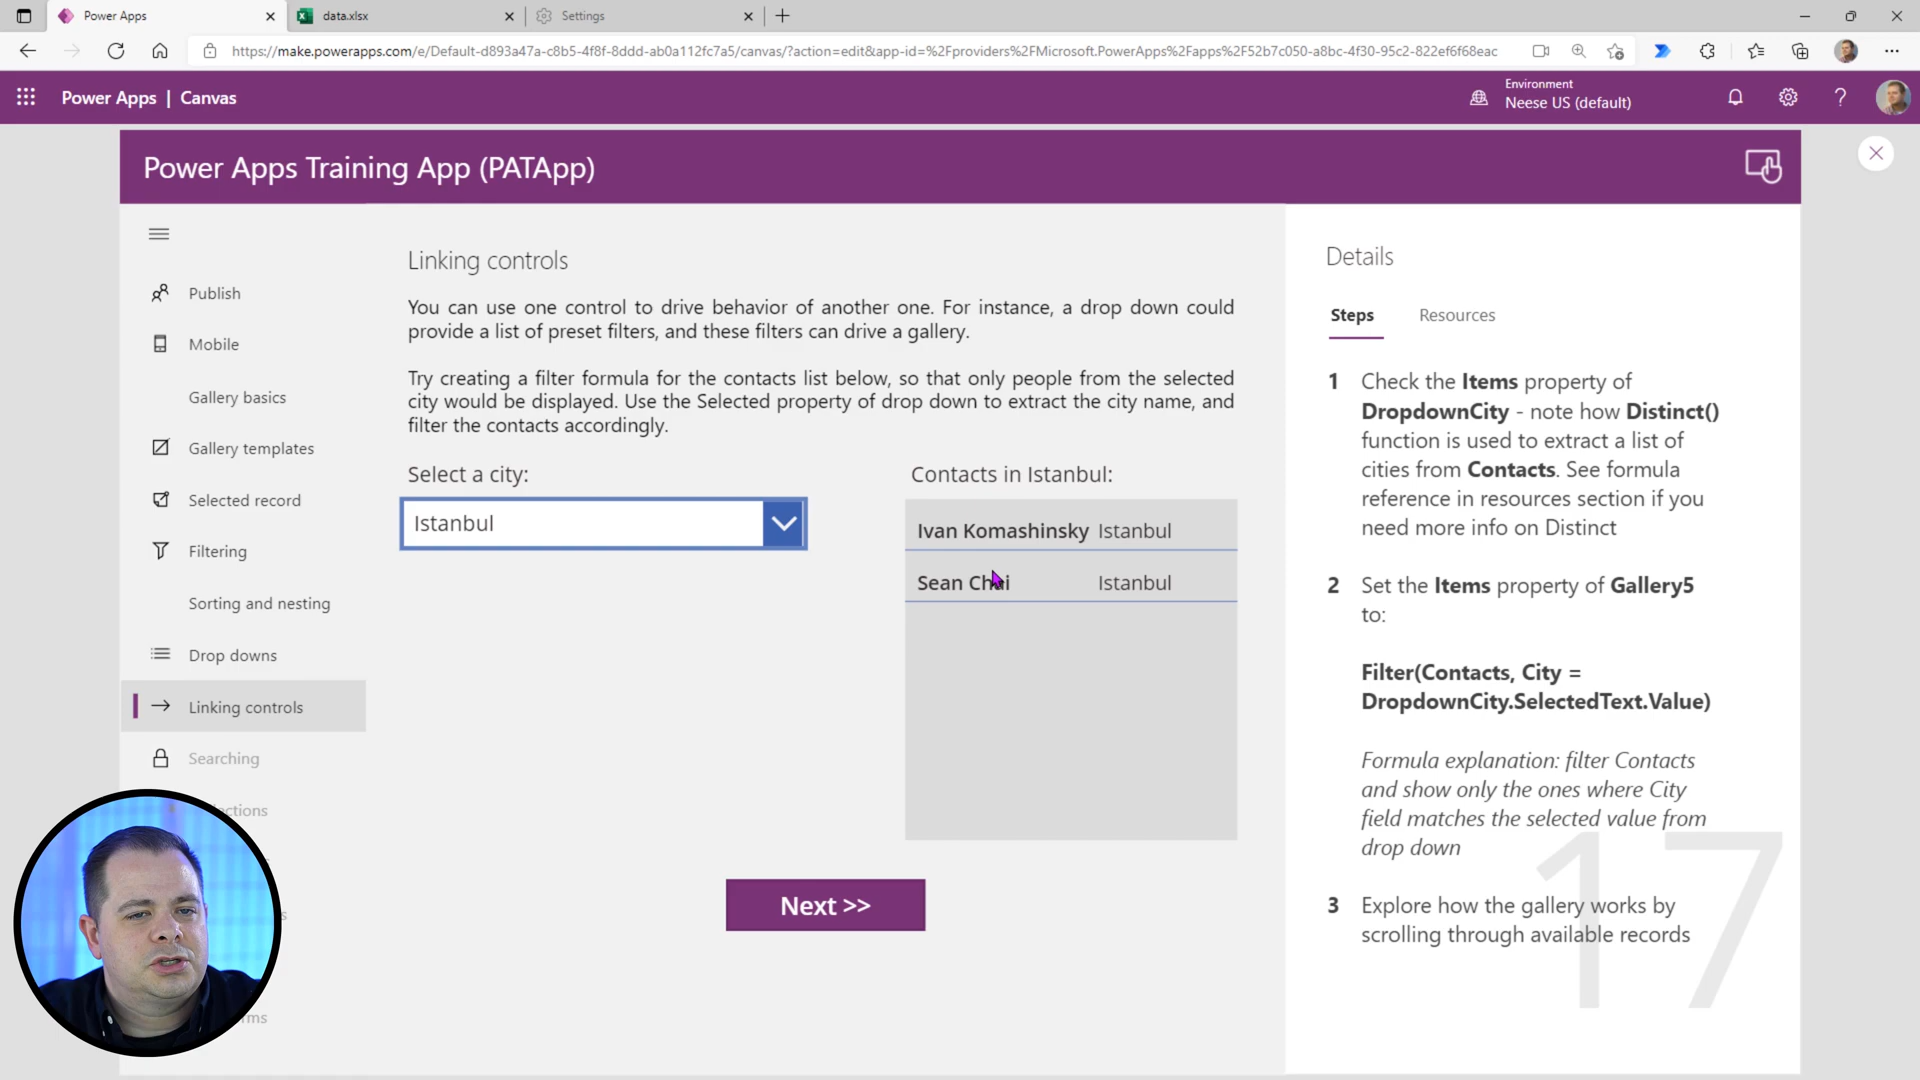 Power Apps
data.xlsx
Settings
https://make.powerapps.com/e/Default-d893a47a-c8b5-4f8f-8ddd-ab0a112fc7a5/canvas/?action=edit&app-id=%2Fproviders%2FMicrosoft.PowerApps%2Fapps%2F52b7c050-a8bc-4f30-95c2-822ef6f68eac
Power Apps | Canvas
Environment
Neese US (default)
Power Apps Training App (PATApp)
Publish
Mobile
Gallery basics
Gallery templates
Selected record
Filtering
Sorting and nesting
Drop downs
Linking controls
Searching
Linking controls
You can use one control to drive behavior of another one. For instance, a drop down could
provide a list of preset filters, and these filters can drive a gallery.
Try creating a filter formula for the contacts list below, so that only people from the selected
city would be displayed. Use the Selected property of drop down to extract the city name, and
filter the contacts accordingly.
Select a city:
Istanbul
Contacts in Istanbul:
Ivan Komashinsky Istanbul
Sean Chai Istanbul
Next >>
Details
Steps Resources
1 Check the Items property of
DropdownCity - note how Distinct()
function is used to extract a list of
cities from Contacts. See formula
reference in resources section if you
need more info on Distinct
2 Set the Items property of Gallery5
to:
Filter(Contacts, City =
DropdownCity.SelectedText.Value)
Formula explanation: filter Contacts
and show only the ones where City
field matches the selected value from
drop down
3 Explore how the gallery works by
scrolling through available records
17